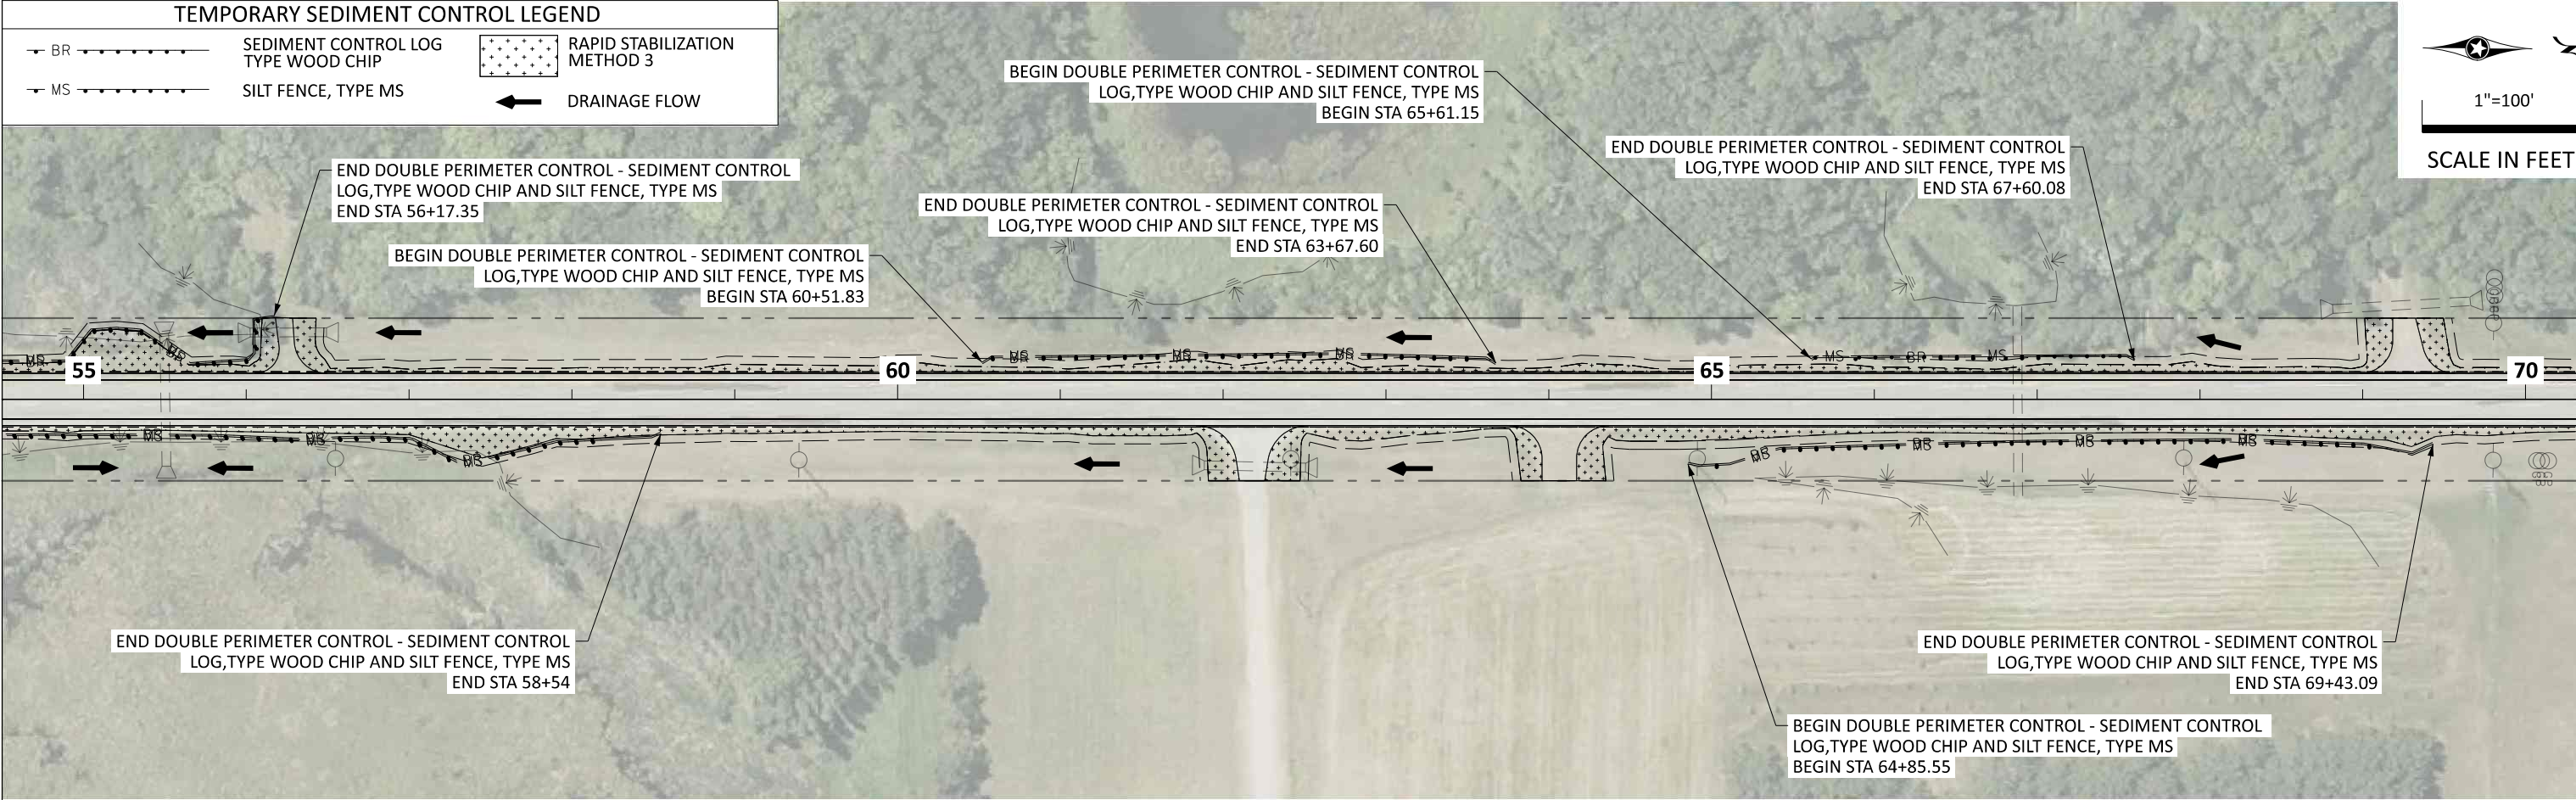 TEMPORARY SEDIMENT CONTROL LEGEND
BR
SEDIMENT CONTROL LOG
TYPE WOOD CHIP
MS
SILT FENCE, TYPE MS
RAPID STABILIZATION
METHOD 3
DRAINAGE FLOW
1"=100'
SCALE IN FEET
BEGIN DOUBLE PERIMETER CONTROL - SEDIMENT CONTROL
LOG,TYPE WOOD CHIP AND SILT FENCE, TYPE MS
BEGIN STA 65+61.15
END DOUBLE PERIMETER CONTROL - SEDIMENT CONTROL
LOG,TYPE WOOD CHIP AND SILT FENCE, TYPE MS
END STA 67+60.08
END DOUBLE PERIMETER CONTROL - SEDIMENT CONTROL
LOG,TYPE WOOD CHIP AND SILT FENCE, TYPE MS
END STA 56+17.35
END DOUBLE PERIMETER CONTROL - SEDIMENT CONTROL
LOG,TYPE WOOD CHIP AND SILT FENCE, TYPE MS
END STA 63+67.60
BEGIN DOUBLE PERIMETER CONTROL - SEDIMENT CONTROL
LOG,TYPE WOOD CHIP AND SILT FENCE, TYPE MS
BEGIN STA 60+51.83
MS
BR
MS
55
60
65
70
MS
MS
MS
MS
END DOUBLE PERIMETER CONTROL - SEDIMENT CONTROL
LOG,TYPE WOOD CHIP AND SILT FENCE, TYPE MS
END STA 58+54
END DOUBLE PERIMETER CONTROL - SEDIMENT CONTROL
LOG,TYPE WOOD CHIP AND SILT FENCE, TYPE MS
END STA 69+43.09
BEGIN DOUBLE PERIMETER CONTROL - SEDIMENT CONTROL
LOG,TYPE WOOD CHIP AND SILT FENCE, TYPE MS
BEGIN STA 64+85.55